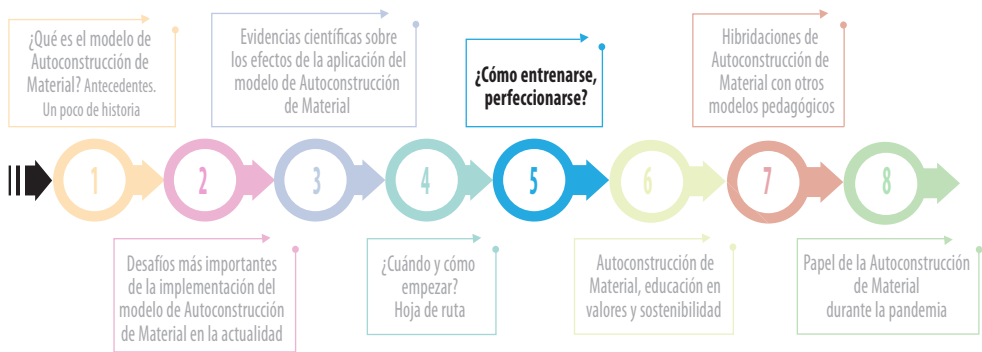 ¿Qué es el modelo de
Autoconstrucción de
Material? Antecedentes.
Un poco de historia
Evidencias científicas sobre
los efectos de la aplicación del
modelo de Autoconstrucción
de Material
¿Cómo entrenarse,
perfeccionarse?
Hibridaciones de
Autoconstrucción de
Material con otros
modelos pedagógicos
1
2
3
4
5
6
7
8
Desafíos más importantes
de la implementación del
modelo de Autoconstrucción
de Material en la actualidad
¿Cuándo y cómo
empezar?
Hoja de ruta
Autoconstrucción de
Material, educación en
valores y sostenibilidad
Papel de la Autoconstrucción
de Material
durante la pandemia